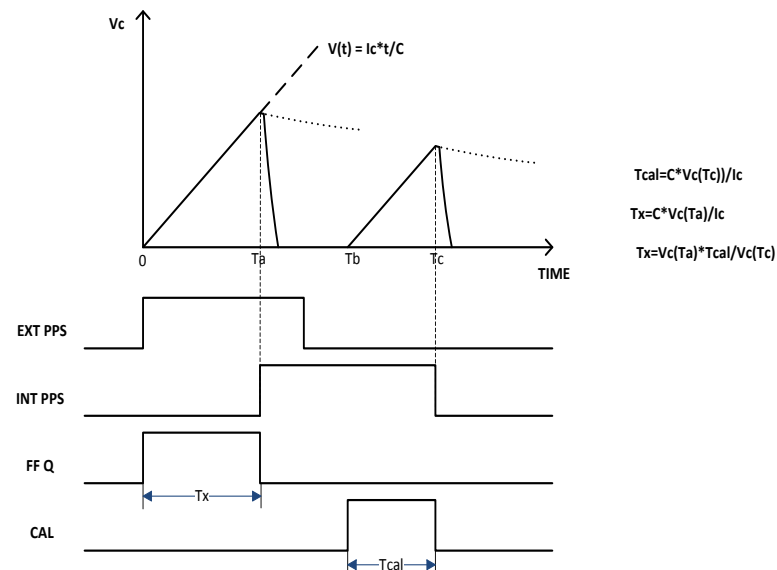 Vc
V(t) = Ic*t/C
Tcal=C*Vc(Tc))/Ic
Tx=C*Vc(Ta)/Ic
Tx=Vc(Ta)*Tcal/Vc(Tc)
0
Ta
Tb
Tc
TIME
EXT PPS
INT PPS
FF Q
Tx
CAL
Tcal